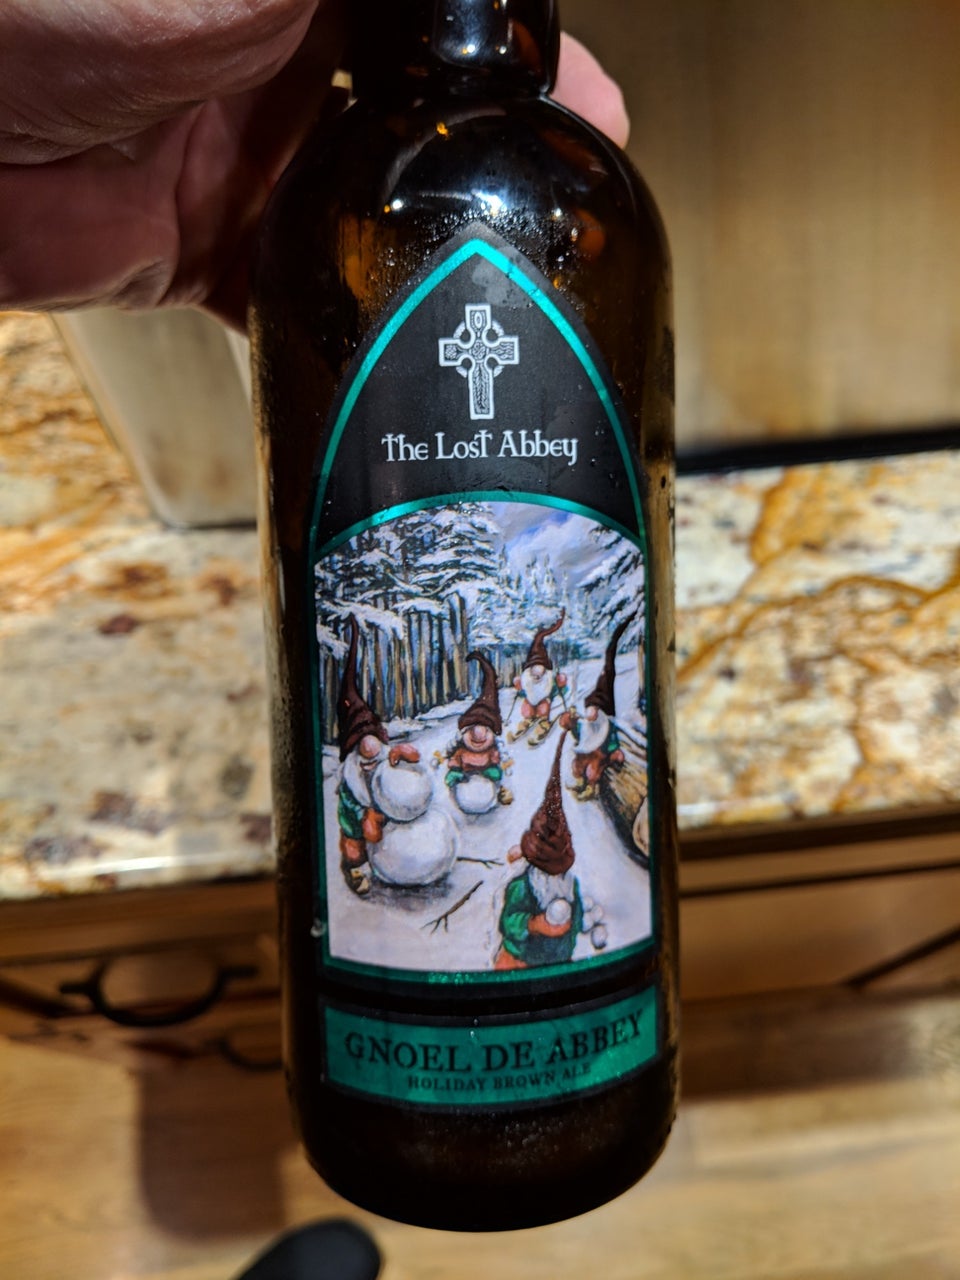 The Lost Abbey
GNOEL DE ABBEY
HOLIDAY BROWN ALE